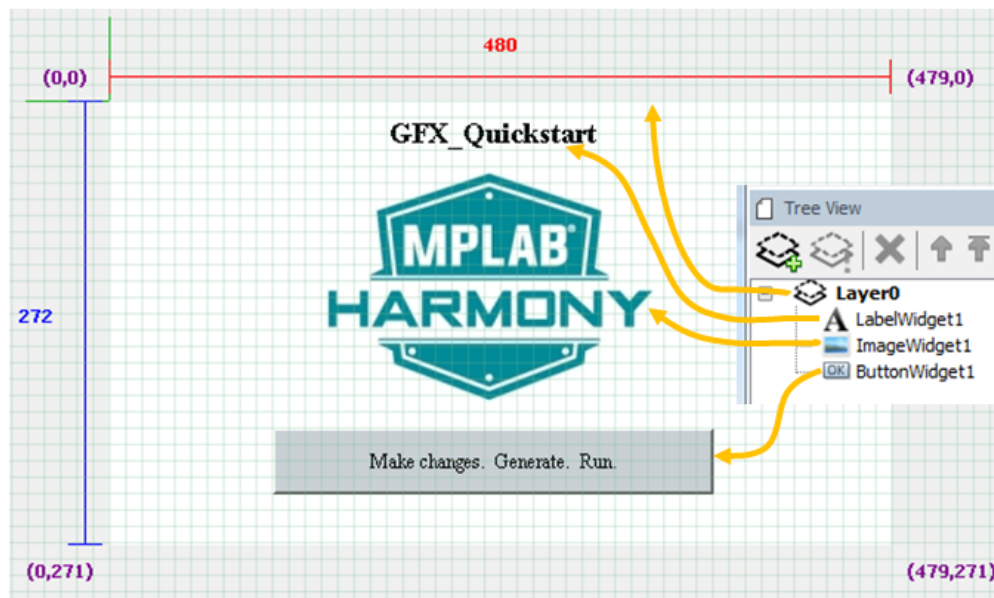 480
(0,0)
(479,0)
GFX_Quickstart
MPLAB®
HARMONY
Tree View
Layer0
A LabelWidget1
ImageWidget1
OK ButtonWidget1
272
Make changes. Generate. Run.
(0,271)
(479,271)